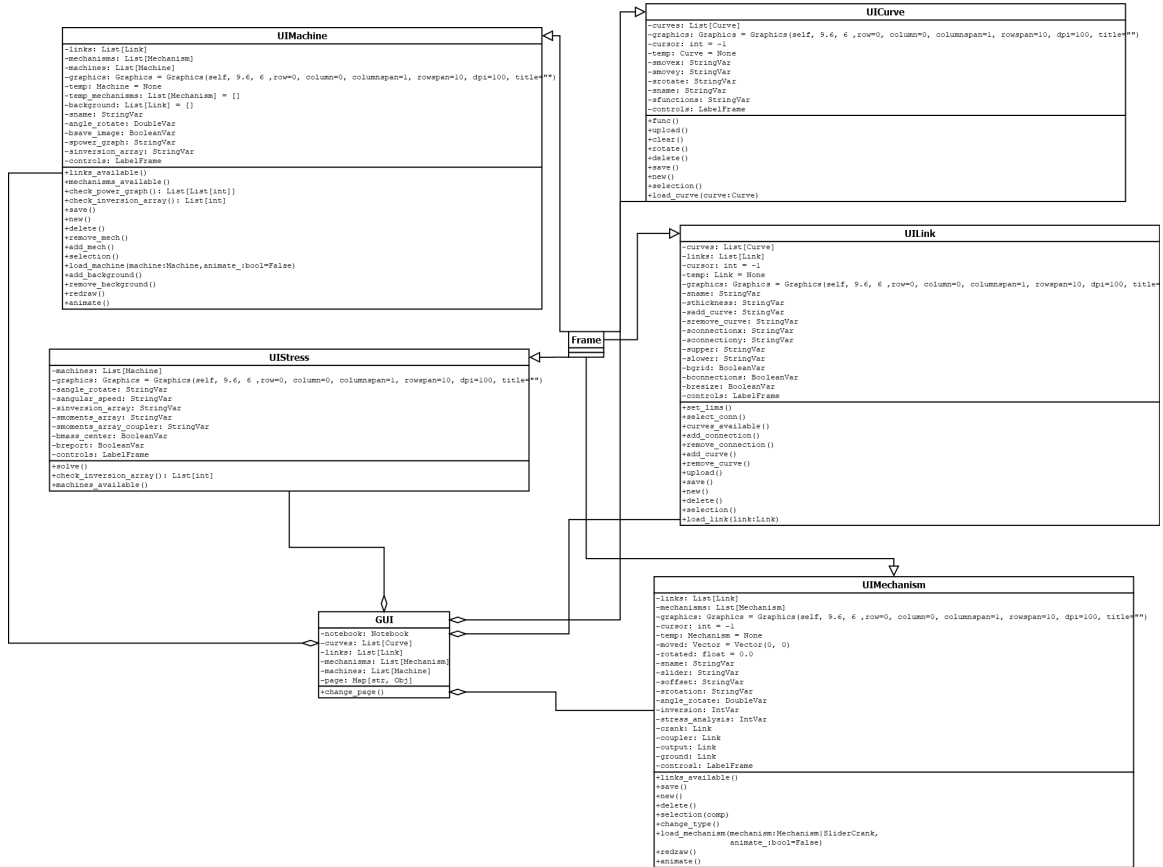 UIMachine
-links: List[Link]
-mechanisms: List[Mechanism]
-machines: List[Machine]
-graphics: Graphics = Graphics(self, 9.6, 6 ,row=0, column=0, columnspan=1, rowspan=10, dpi=100, title="")
-temp: Machine = None
-temp_mechanisms: List[Mechanism] = []
-background: List[Link] = []
-sname: StringVar
-angle_rotate: DoubleVar
-bsave_image: BooleanVar
-spower_graph: StringVar
-sinversion_array: StringVar
-controls: LabelFrame
+links_available()
+mechanisms_available()
+check_power_graph(): List[List[int]]
+check_inversion_array(): List[int]
+save()
+new()
+delete()
+remove_mech()
+add_mech()
+selection()
+load_machine(machine:Machine,animate_:bool=False)
+add_background()
+remove_background()
+redraw()
+animate()
UICurve
-curves: List[Curve]
-graphics: Graphics = Graphics(self, 9.6, 6 ,row=0, column=0, columnspan=1, rowspan=10, dpi=100, title="")
-cursor: int = -1
-temp: Curve = None
-smovex: StringVar
-smovey: StringVar
-srotate: StringVar
-sname: StringVar
-sfunctions: StringVar
-controls: LabelFrame
+func()
+upload()
+clear()
+rotate()
+delete()
+save()
+new()
+selection()
+load_curve(curve:Curve)
UILink
-curves: List[Curve]
-links: List[Link]
-cursor: int = -1
-temp: Link = None
-graphics: Graphics = Graphics(self, 9.6, 6 ,row=0, column=0, columnspan=1, rowspan=10, dpi=100, title=
-sname: StringVar
-sthickness: StringVar
-sadd_curve: StringVar
-sremove_curve: StringVar
-sconnectionx: StringVar
-sconnectiony: StringVar
-supper: StringVar
-slower: StringVar
-bgrid: BooleanVar
-bconnections: BooleanVar
-bresize: BooleanVar
-controls: LabelFrame
+set_lims()
+select_conn()
+curves_available()
+add_connection()
+remove_connection()
+add_curve()
+remove_curve()
+upload()
+save()
+new()
+delete()
+selection()
+load_link(link:Link)
Frame
UIStress
-machines: List[Machine]
-graphics: Graphics = Graphics(self, 9.6, 6 ,row=0, column=0, columnspan=1, rowspan=10, dpi=100, title="")
-sangle_rotate: StringVar
-sangular_speed: StringVar
-sinversion_array: StringVar
-smoments_array: StringVar
-smoments_array_coupler: StringVar
-bmass_center: BooleanVar
-breport: BooleanVar
-controls: LabelFrame
+solve()
+check_inversion_array(): List[int]
+machines_available()
GUI
-notebook: Notebook
-curves: List[Curve]
-links: List[Link]
-mechanisms: List[Mechanism]
-machines: List[Machine]
-page: Map[str, Obj]
+change_page()
UIMechanism
-links: List[Link]
-mechanisms: List[Mechanism]
-graphics: Graphics = Graphics(self, 9.6, 6 ,row=0, column=0, columnspan=1, rowspan=10, dpi=100, title="")
-cursor: int = -1
-temp: Mechanism = None
-moved: Vector = Vector(0, 0)
-rotated: float = 0.0
-sname: StringVar
-slider: StringVar
-soffset: StringVar
-srotation: StringVar
-angle_rotate: DoubleVar
-inversion: IntVar
-stress_analysis: IntVar
-crank: Link
-coupler: Link
-output: Link
-ground: Link
-controsl: LabelFrame
+links_available()
+save()
+new()
+delete()
+selection(comp)
+change_type()
+load_mechanism(mechanism:Mechanism|SliderCrank,
animate_:bool=False)
+redraw()
+animate()